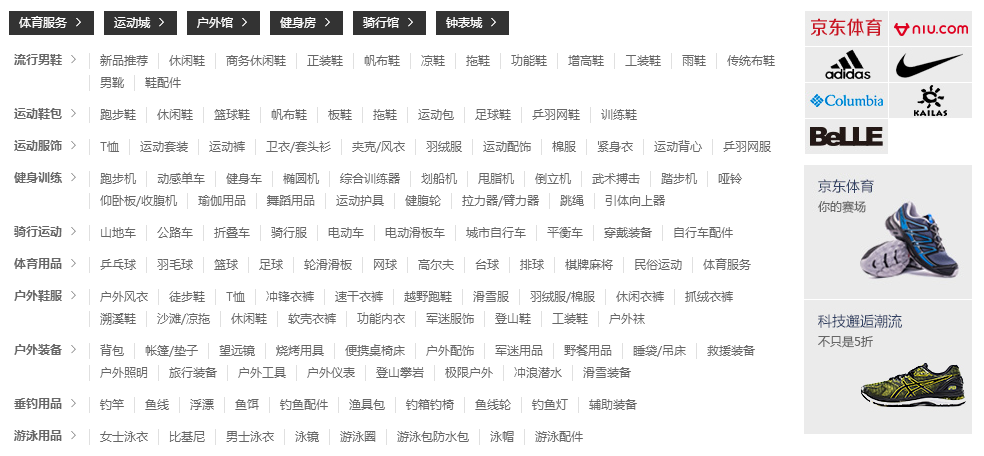 体育服务 > 运动城 > 户外馆 > 健身房 > 骑行馆 > 钟表城 >
流行男鞋 > 新品推荐 休闲鞋 商务休闲鞋 正装鞋 帆布鞋 凉鞋 拖鞋 功能鞋 增高鞋 工装鞋 雨鞋 传统布鞋
男靴 鞋配件
运动鞋包 > 跑步鞋 休闲鞋 篮球鞋 帆布鞋 板鞋 拖鞋 运动包 足球鞋 乒羽网鞋 训练鞋
运动服饰 > T恤 运动套装 运动裤 卫衣/套头衫 夹克/风衣 羽绒服 运动配饰 棉服 紧身衣 运动背心 乒羽网服
健身训练 > 跑步机 动感单车 健身车 椭圆机 综合训练器 划船机 甩脂机 倒立机 武术搏击 踏步机 哑铃
仰卧板/收腹机 瑜伽用品 舞蹈用品 运动护具 健腹轮 拉力器/臂力器 跳绳 引体向上器
骑行运动 > 山地车 公路车 折叠车 骑行服 电动车 电动滑板车 城市自行车 平衡车 穿戴装备 自行车配件
体育用品 > 乒乓球 羽毛球 篮球 足球 轮滑滑板 网球 高尔夫 台球 排球 棋牌麻将 民俗运动 体育服务
户外鞋服 > 户外风衣 徒步鞋 T恤 冲锋衣裤 速干衣裤 越野跑鞋 滑雪服 羽绒服/棉服 休闲衣裤 抓绒衣裤
溯溪鞋 沙滩/凉拖 休闲鞋 软壳衣裤 功能内衣 军迷服饰 登山鞋 工装鞋 户外袜
户外装备 > 背包 帐篷/垫子 望远镜 烧烤用具 便携桌椅床 户外配饰 军迷用品 野餐用品 睡袋/吊床 救援装备
户外照明 旅行装备 户外工具 户外仪表 登山攀岩 极限户外 冲浪潜水 滑雪装备
垂钓用品 > 钓竿 鱼线 浮漂 鱼饵 钓鱼配件 渔具包 钓箱钓椅 鱼线轮 钓鱼灯 辅助装备
游泳用品 > 女士泳衣 比基尼 男士泳衣 泳镜 游泳圈 游泳包防水包 泳帽 游泳配件
京东体育 niu.com
adidas
Columbia KAILAS
BeLLE
京东体育
你的赛场
科技邂逅潮流
不只是5折